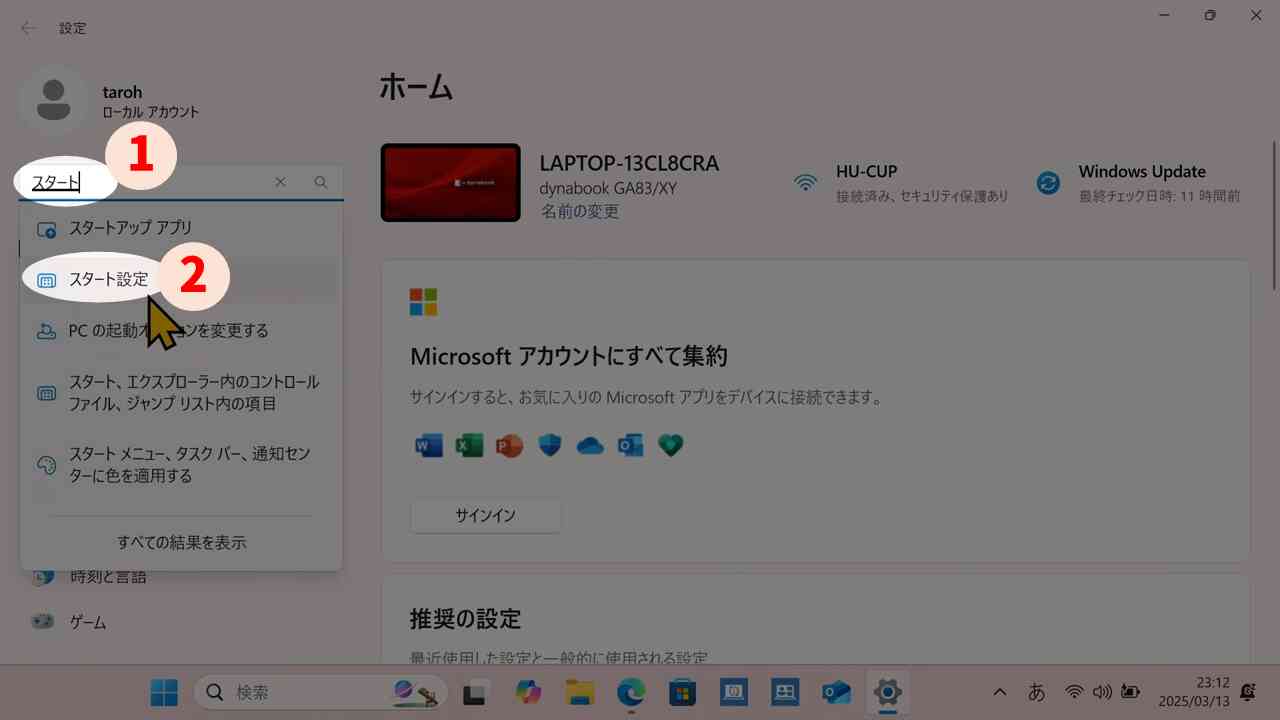 設定
taroh
ローカル アカウント
1
スタート
スタートアップ アプリ
スタート設定
2
PC の起動オ
ンを変更する
スタート、エクスプローラー内のコントロール
ファイル、ジャンプ リスト内の項目
スタート メニュー、タスク バー、通知セン
ターに色を適用する
すべての結果を表示
時刻と言語
ゲーム
ホーム
dynabook
LAPTOP-13CL8CRA
dynabook GA83/XY
名前の変更
HU-CUP
接続済み、セキュリティ保護あり
Windows Update
最終チェック日時: 11 時間前
Microsoft アカウントにすべて集約
サインインすると、お気に入りの Microsoft アプリをデバイスに接続できます。
サインイン
推奨の設定
最近使用した設定と一般的に使用される設定
検索
あ
23:12
2025/03/13